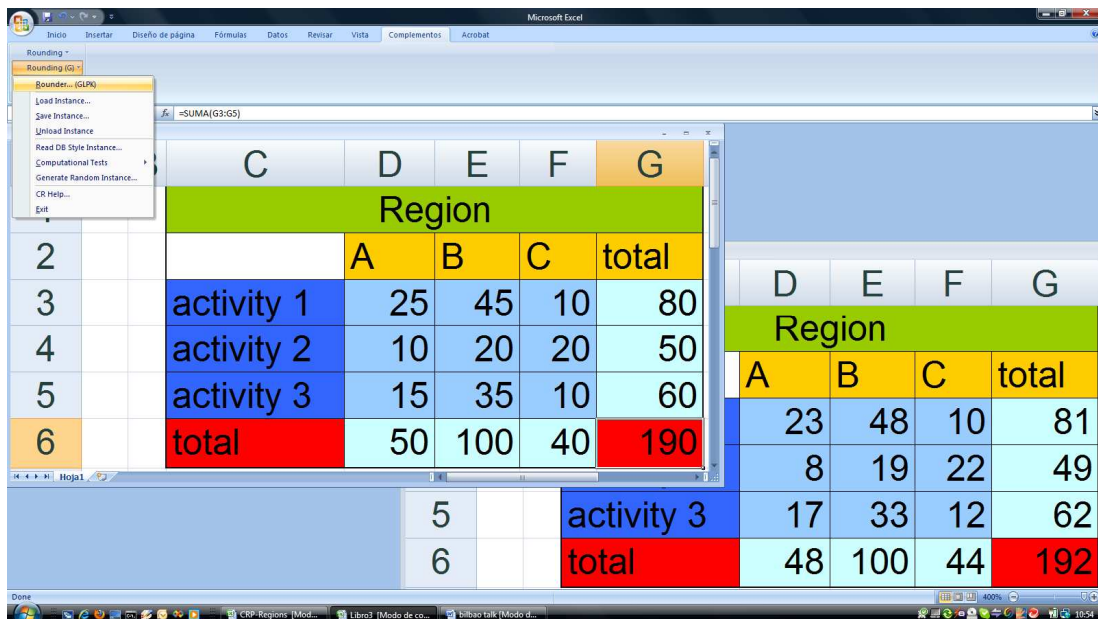 Microsoft Excel
Inicio Insertar Diseño de página Fórmulas Datos Revisar Vista Complementos Acrobat
Rounding
Rounding (G)
Rounder... (GLPK)
Load Instance...
Save Instance...
Unload Instance
Read DB Style Instance...
Computational Tests
Generate Random Instance...
CR Help...
Exit
fx =SUMA(G3:G5)
C D E F G
Region
2 A B C total
3 activity 1 25 45 10 80
4 activity 2 10 20 20 50
5 activity 3 15 35 10 60
6 total 50 100 40 190
Hoja1
D E F G
Region
A B C total
23 48 10 81
8 19 22 49
5 activity 3 17 33 12 62
6 total 48 100 44 192
Done
400%
CRP-Regions [Mod... Libro3 [Modo de co... bilbao talk [Modo d...
10:54